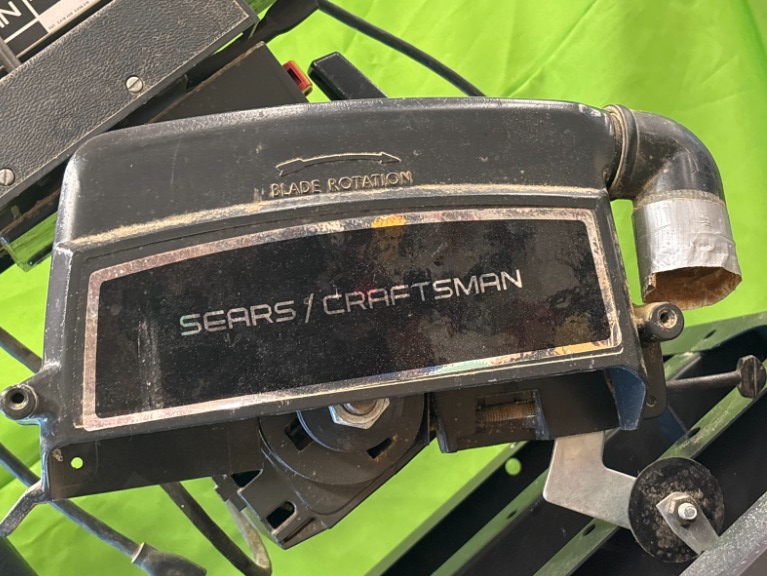 BLADE ROTATION
SEARS / CRAFTSMAN